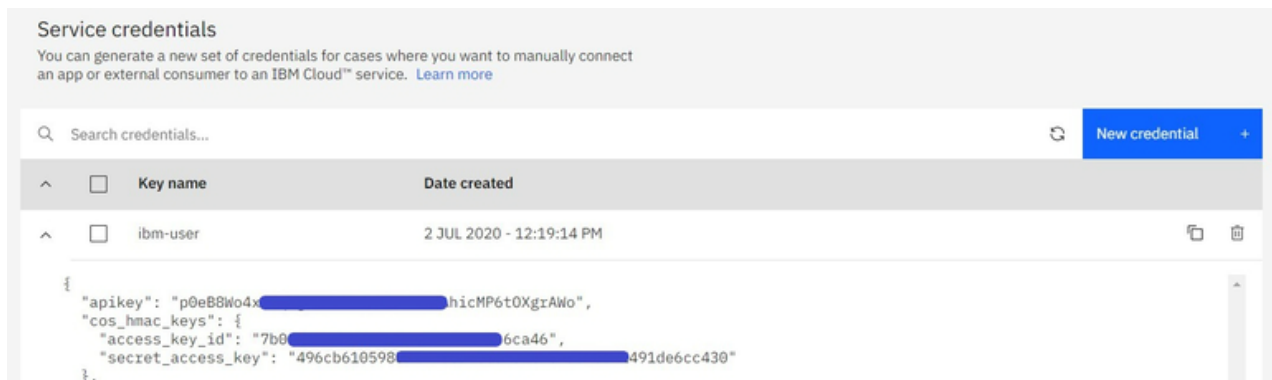 Service credentials
You can generate a new set of credentials for cases where you want to manually connect
an app or external consumer to an IBM Cloud™ service. Learn more
Search credentials...
New credential +
Key name Date created
ibm-user 2 JUL 2020 - 12:19:14 PM
{
"apikey": "p0eB8Wo4x hicMP6tOXgrAWo",
"cos_hmac_keys": {
"access_key_id": "7b0 6ca46",
"secret_access_key": "496cb610598 491de6cc430"
},